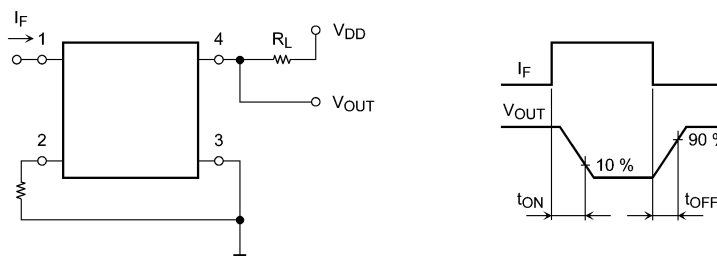 I_F
1
4
R_L
V_DD
V_OUT
2
3
I_F
V_OUT
10 %
90 %
t_ON
t_OFF